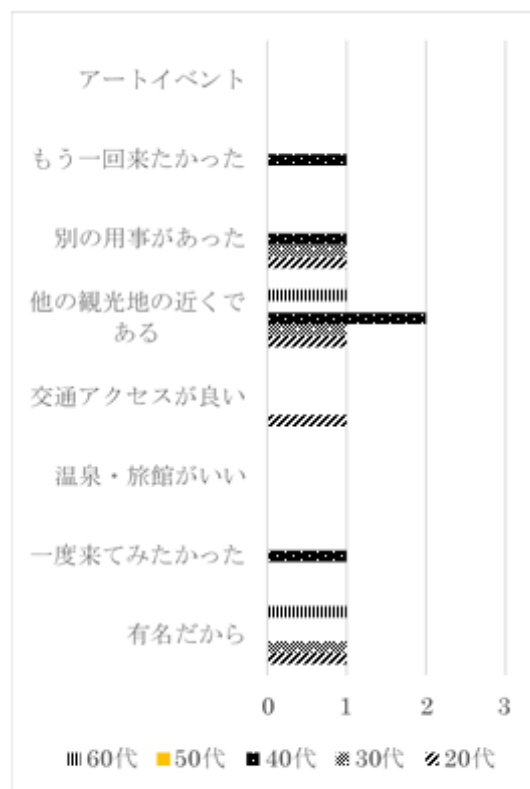 アートイベント
もう一回来たかった
別の用事があった
他の観光地の近くで
ある
交通アクセスが良い
温泉・旅館がいい
一度来てみたかった
有名だから
0 1 2 3
60代 50代 40代 30代 20代